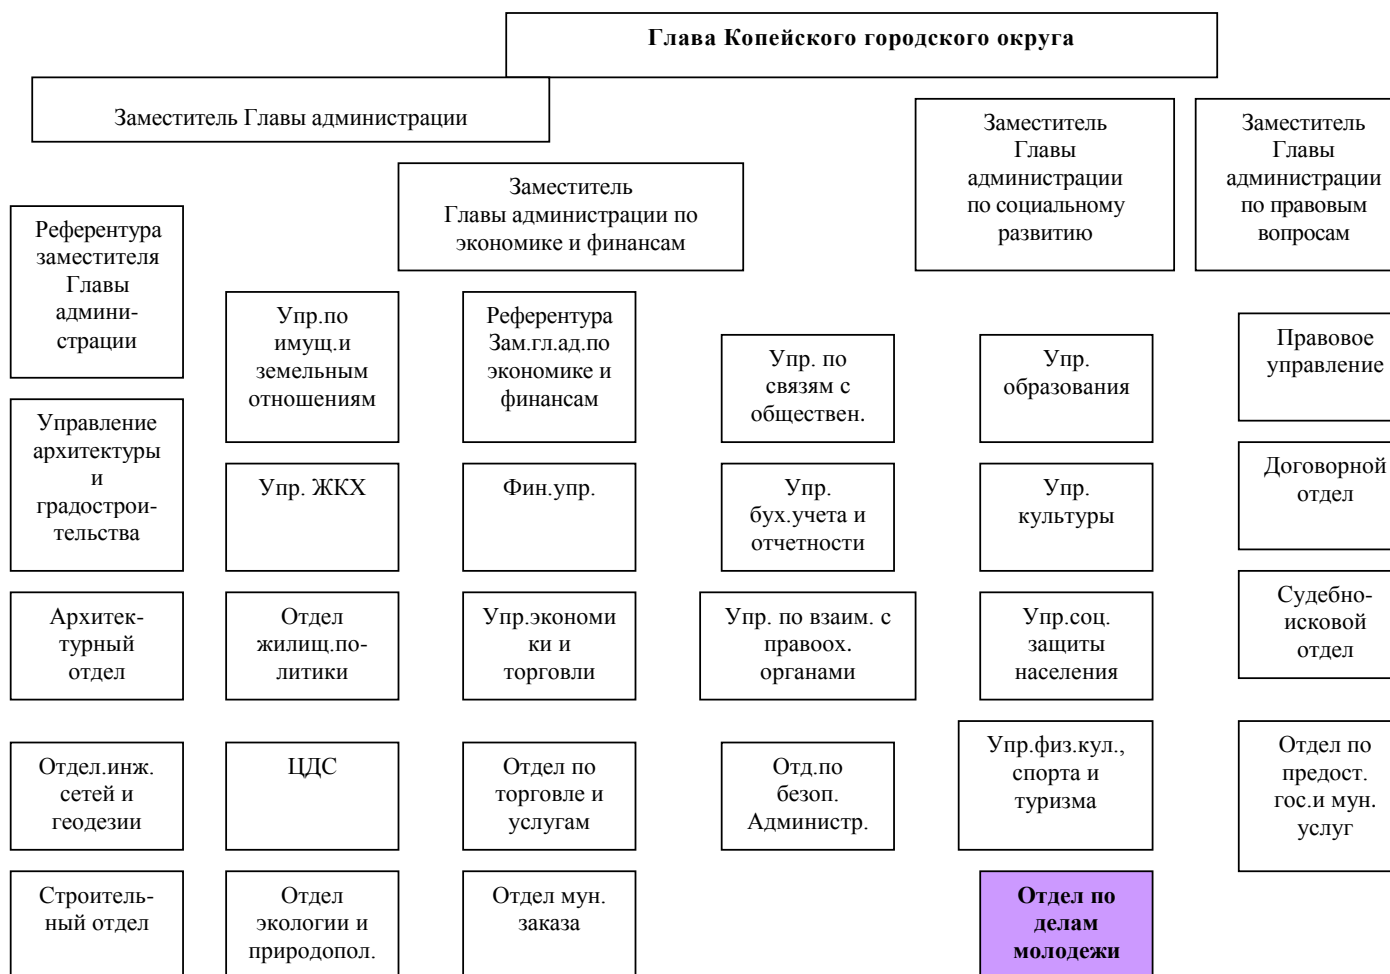 Глава Копейского городского округа
Заместитель Главы администрации
Заместитель
Главы администрации по
экономике и финансам
Заместитель
Главы
администрации
по социальному
развитию
Заместитель
Главы
администрации
по правовым
вопросам
Референтура
заместителя
Главы
админи-
страции
Управление
архитектуры
и
градострои-
тельства
Архитек-
турный
отдел
Отдел.инж.
сетей и
геодезии
Строитель-
ный отдел
Упр.по
имущ.и
земельным
отношениям
Упр. ЖКХ
Отдел
жилищ.по-
литики
ЦДС
Отдел
экологии и
природопол.
Референтура
Зам.гл.ад.по
экономике и
финансам
Фин.упр.
Упр.экономи
ки и
торговли
Отдел по
торговле и
услугам
Отдел мун.
заказа
Упр. по
связям с
обществен.
Упр.
бух.учета и
отчетности
Упр. по взаим. с
правоох.
органами
Отд.по
безоп.
Администр.
Упр.
образования
Упр.
культуры
Упр.соц.
защиты
населения
Упр.физ.кул.,
спорта и
туризма
Отдел по
делам
молодежи
Правовое
управление
Договорной
отдел
Судебно-
исковой
отдел
Отдел по
предост.
гос.и мун.
услуг